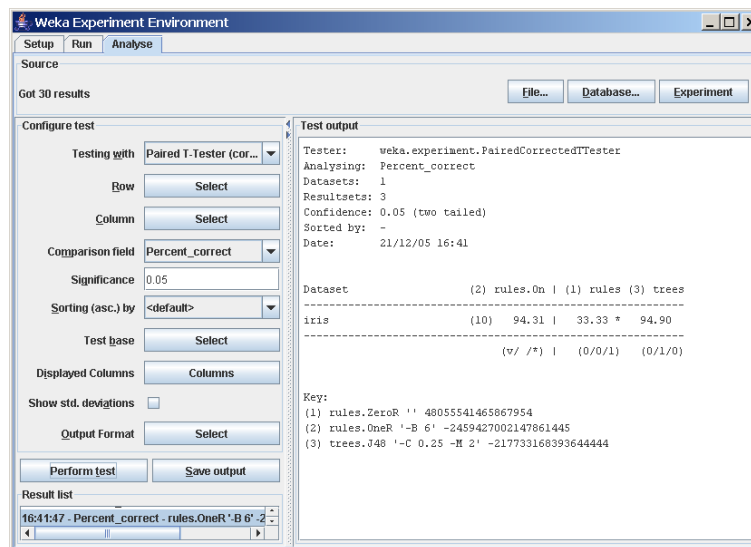 Weka Experiment Environment
Setup Run Analyse
Source
Got 30 results
File... Database... Experiment
Configure test
Testing with Paired T-Tester (cor...
Row Select
Column Select
Comparison field Percent_correct
Significance 0.05
Sorting (asc.) by <default>
Test base Select
Displayed Columns Columns
Show std. deviations
Output Format Select
Perform test Save output
Result list
16:41:47 - Percent_correct - rules.OneR '-B 6' -2
Test output
Tester: weka.experiment.PairedCorrectedTTester
Analysing: Percent_correct
Datasets: 1
Resultsets: 3
Confidence: 0.05 (two tailed)
Sorted by: -
Date: 21/12/05 16:41
Dataset (2) rules.On | (1) rules (3) trees
---------------------------------------------------------
iris (10) 94.31 | 33.33 * 94.90
---------------------------------------------------------
(v/ /*) | (0/0/1) (0/1/0)
Key:
(1) rules.ZeroR '' 48055541465867954
(2) rules.OneR '-B 6' -2459427002147861445
(3) trees.J48 '-C 0.25 -M 2' -217733168393644444